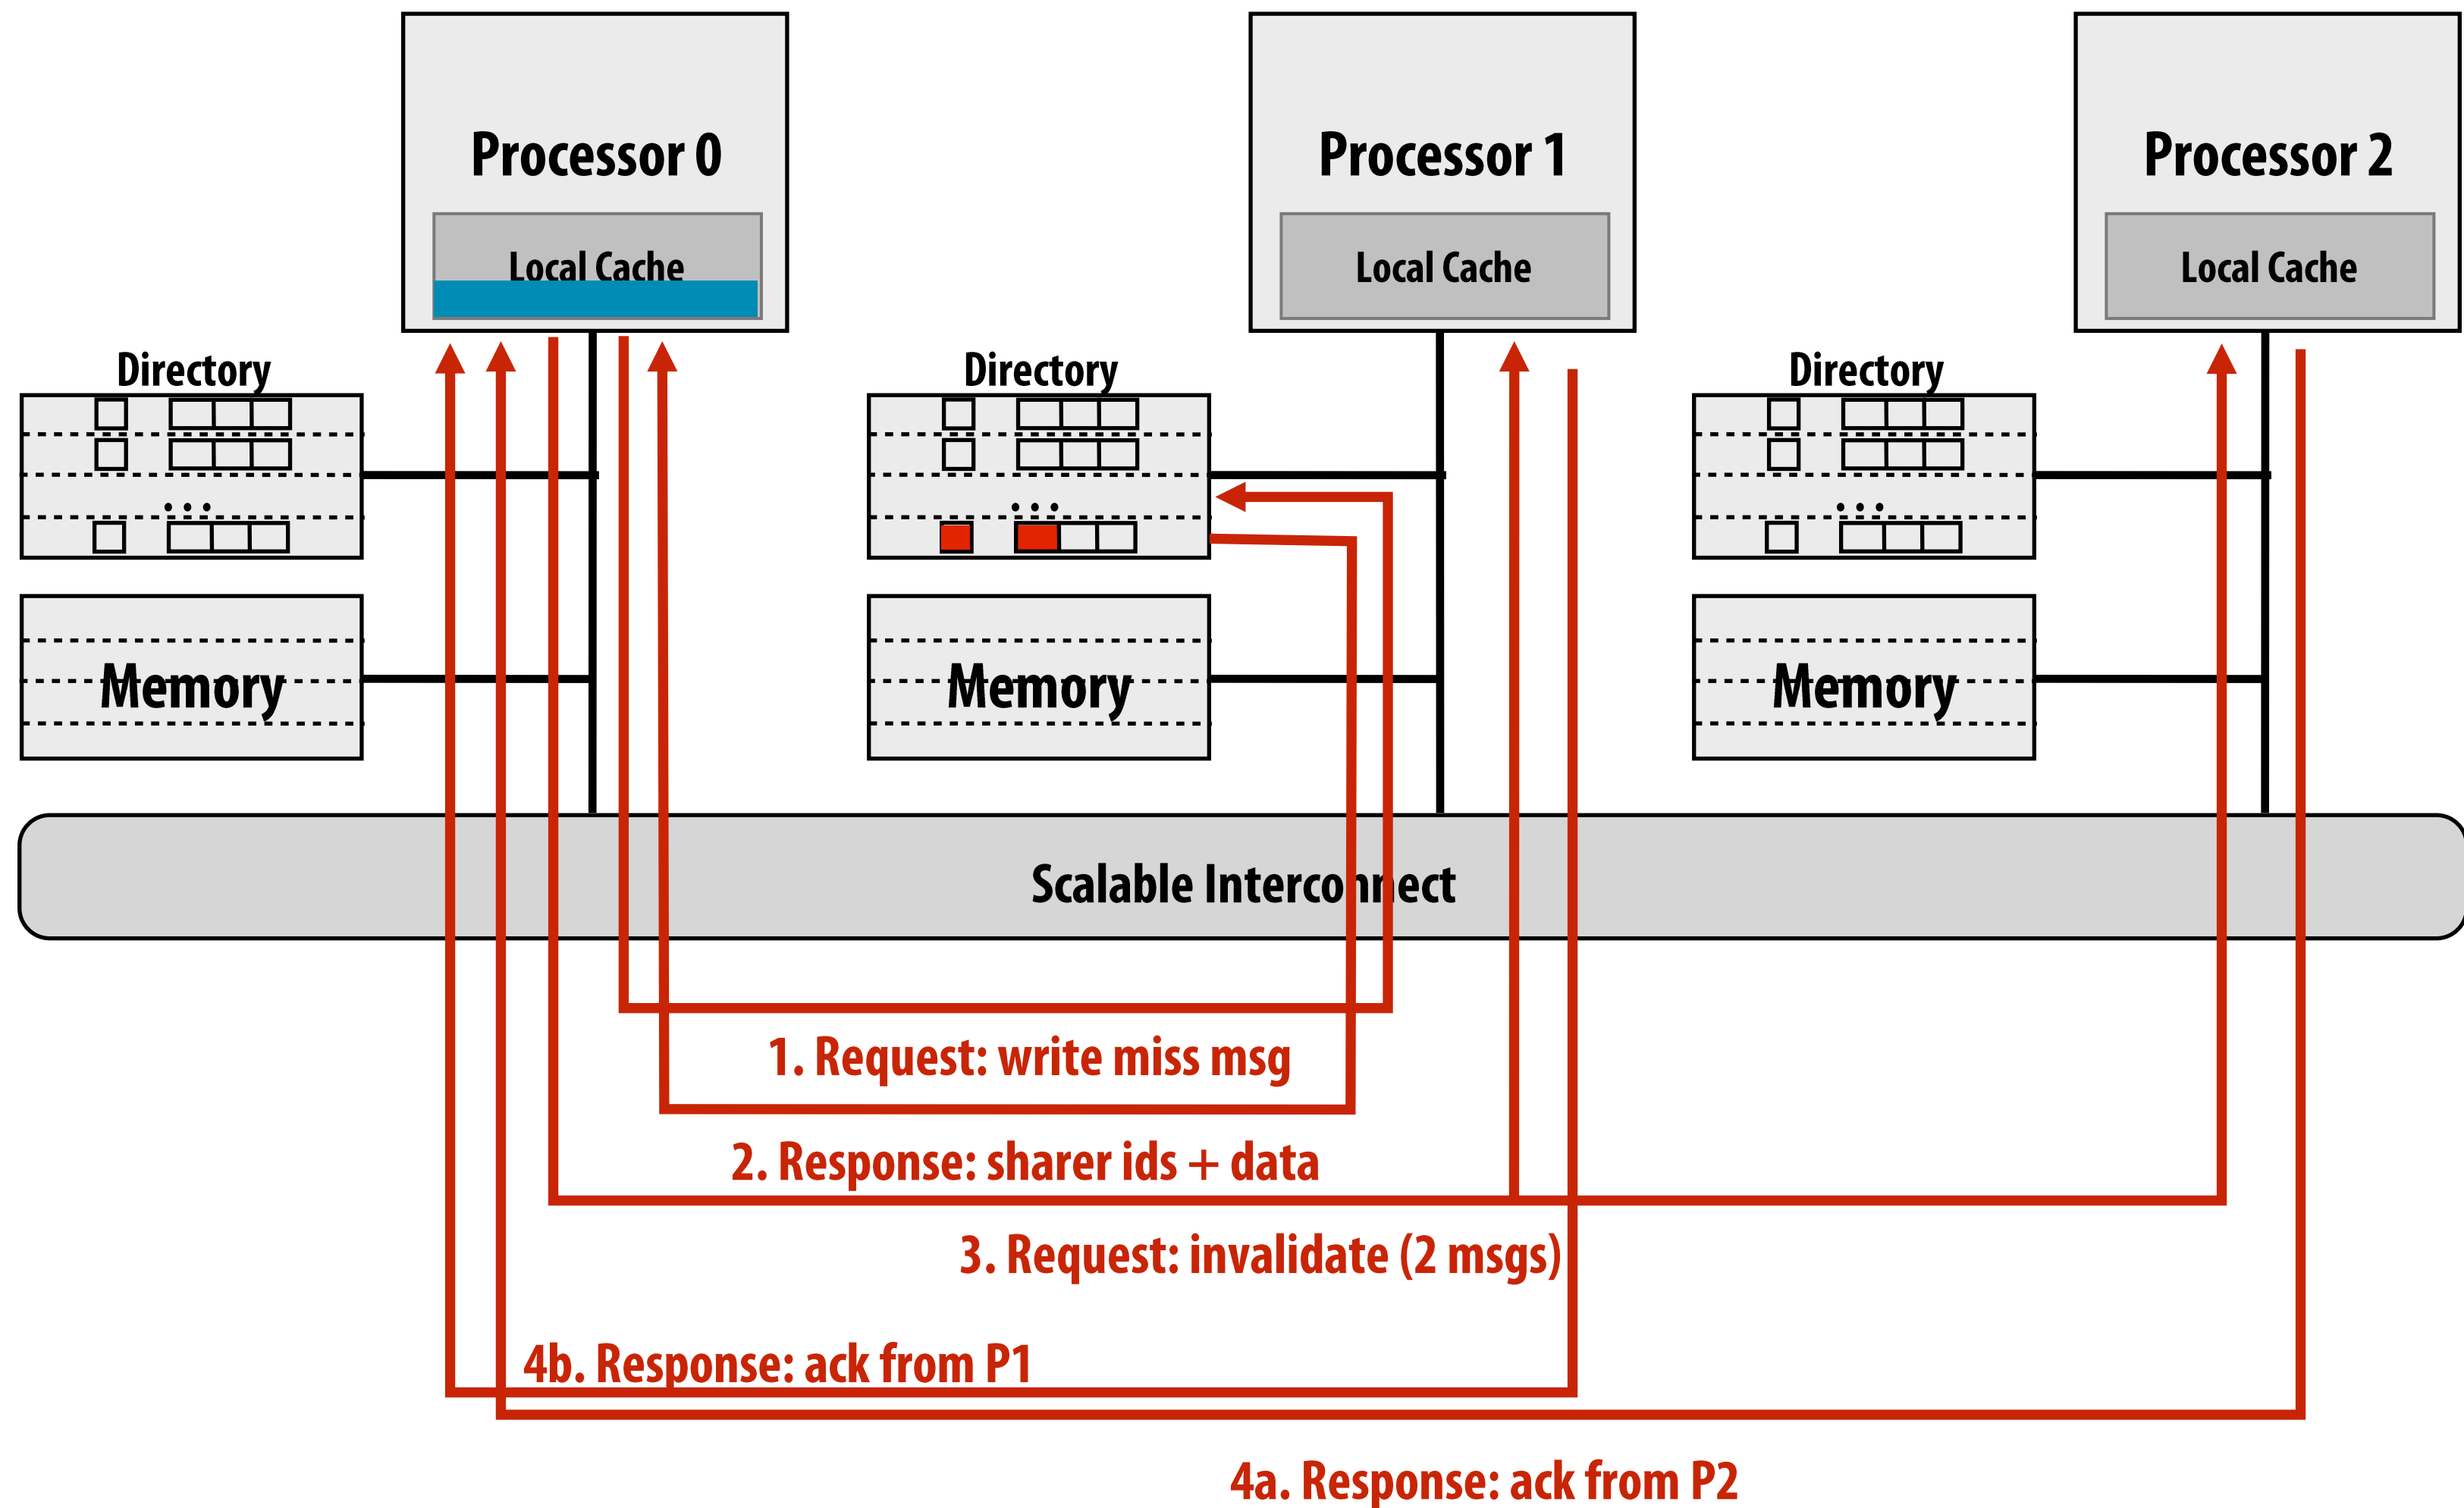 Processor 0
Processor 1
Processor 2
Local Cache
Local Cache
Local Cache
Directory
Directory
Directory
...
...
...
Memory
Memory
Memory
Scalable Interconnect
1. Request: write miss msg
2. Response: sharer ids + data
3. Request: invalidate (2 msgs)
4b. Response: ack from P1
4a. Response: ack from P2